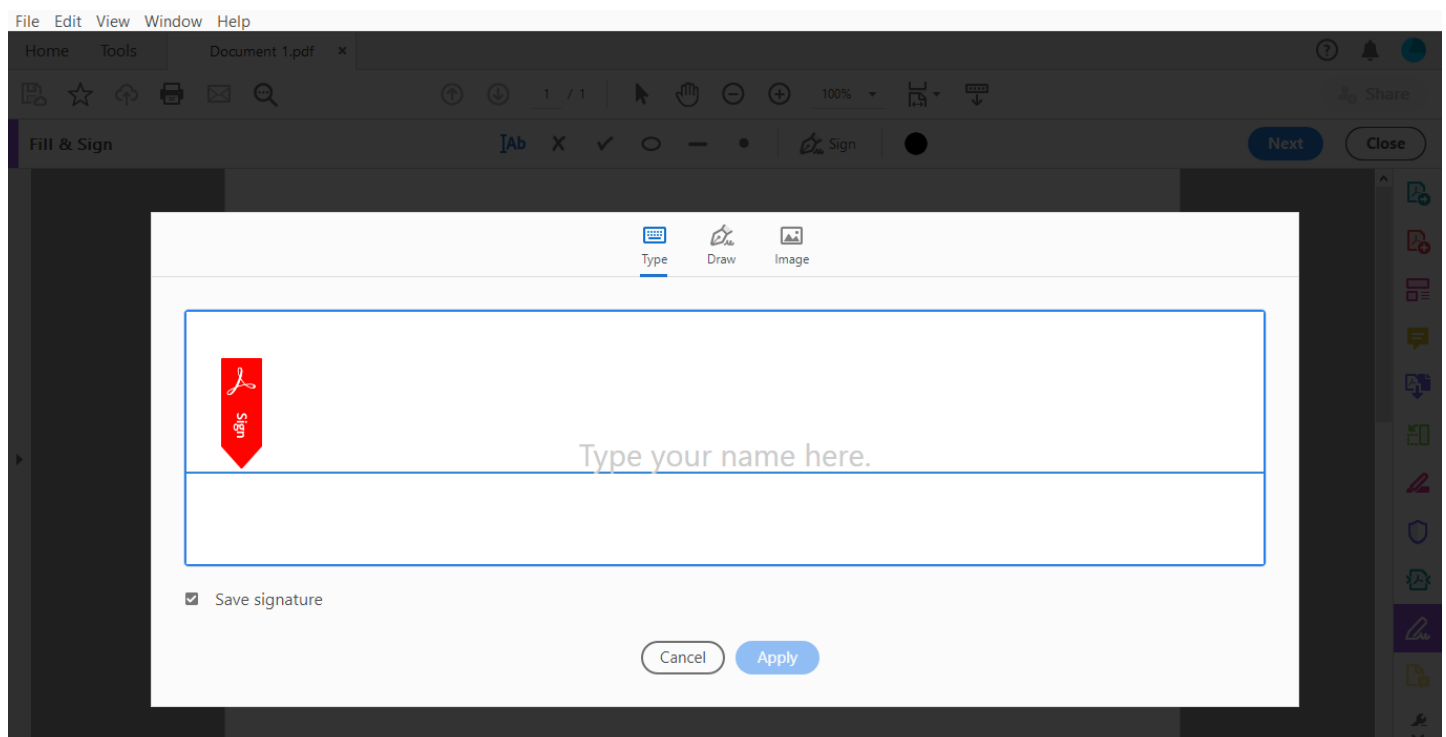 File Edit View Window Help
Home Tools Document 1.pdf ×
1 / 1 100% Share
Fill & Sign IAb Sign Next Close
Type Draw Image
Sign
Type your name here.
Save signature
Cancel Apply